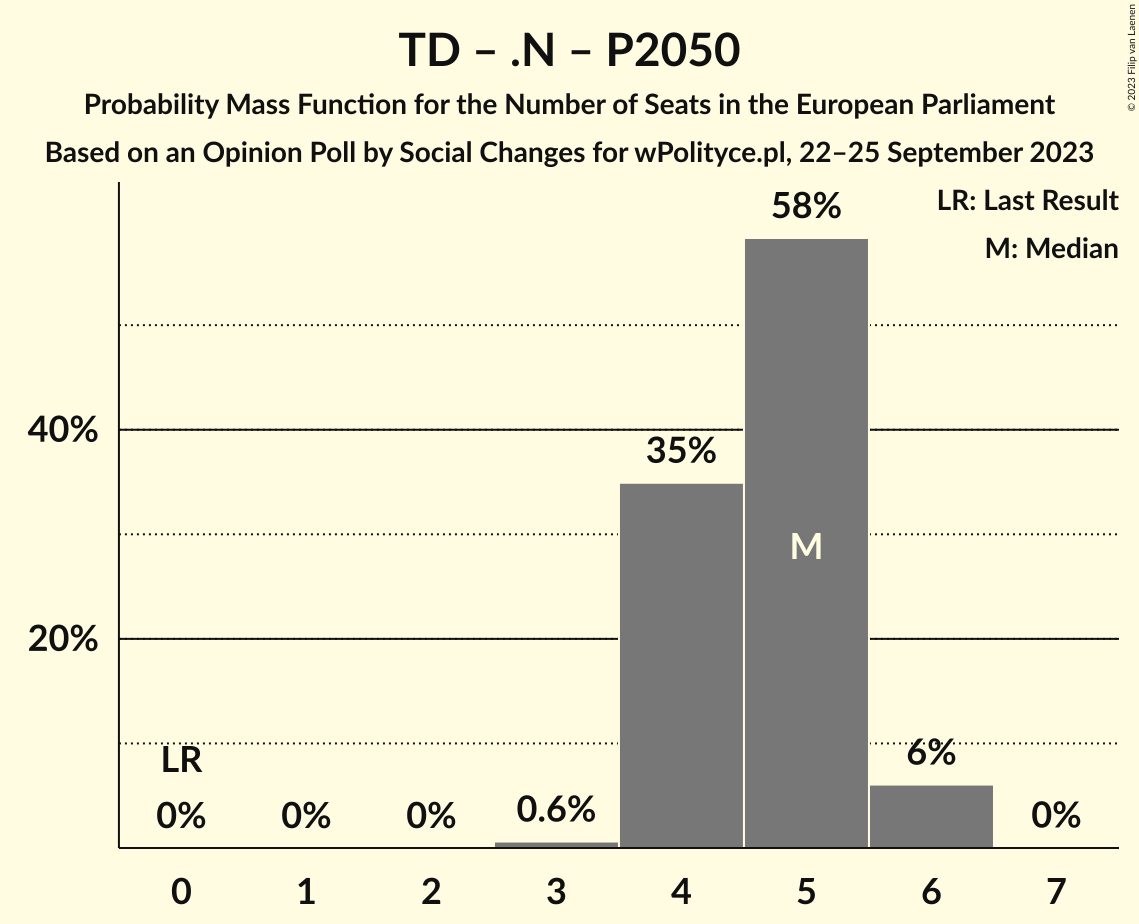 TD – .N – P2050
Probability Mass Function for the Number of Seats in the European Parliament
Based on an Opinion Poll by Social Changes for wPolityce.pl, 22–25 September 2023
© 2023 Filip van Laenen
LR: Last Result
M: Median
58%
40%
35%
M
20%
LR
6%
0%
0%
0%
0.6%
0%
0
1
2
3
4
5
6
7